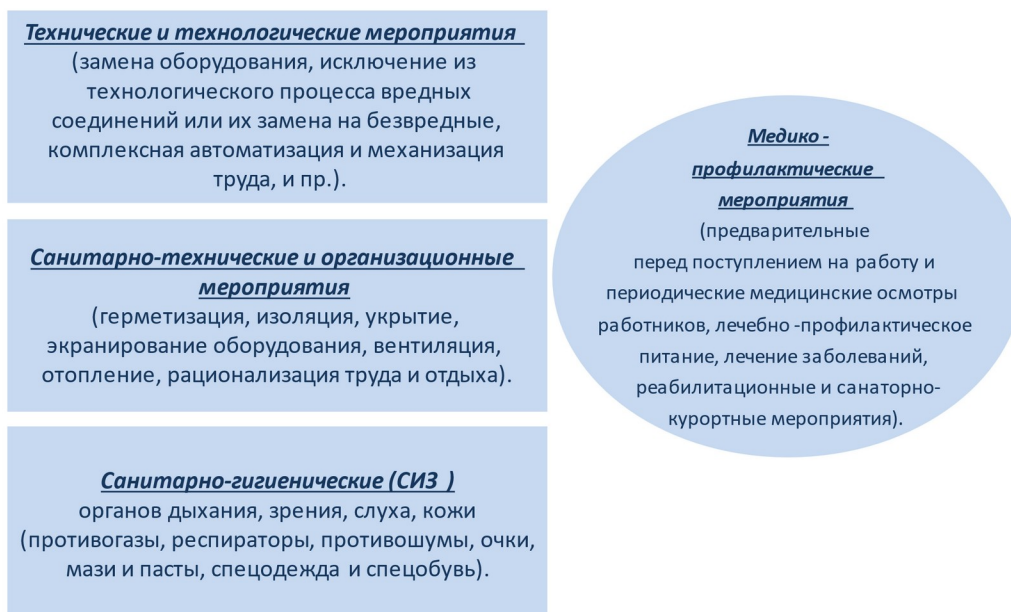 Технические и технологические мероприятия
(замена оборудования, исключение из
технологического процесса вредных
соединений или их замена на безвредные,
комплексная автоматизация и механизация
труда, и пр.).
Санитарно-технические и организационные
мероприятия
(герметизация, изоляция, укрытие,
экранирование оборудования, вентиляция,
отопление, рационализация труда и отдыха).
Санитарно-гигиенические (СИЗ )
органов дыхания, зрения, слуха, кожи
(противогазы, респираторы, противошумы, очки,
мази и пасты, спецодежда и спецобувь).
Медико -
профилактические
мероприятия
(предварительные
перед поступлением на работу и
периодические медицинские осмотры
работников, лечебно -профилактическое
питание, лечение заболеваний,
реабилитационные и санаторно-
курортные мероприятия).